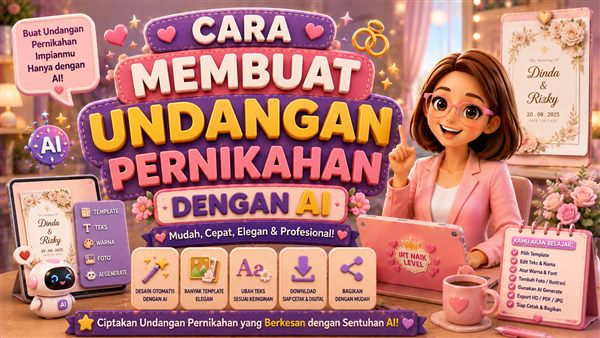 Buat Undangan
Pernikahan
Impianmu
Hanya dengan
AI!
CARA
MEMBUAT
UNDANGAN
PERNIKAHAN
DENGAN AI
Mudah, Cepat, Elegan & Profesional!
AI
The Wedding Of
Dinda
&
Rizky
20 . 08 . 2025
Dinda
&
Rizky
20 . 08 . 2025
TEMPLATE
TEKS
WARNA
FOTO
AI GENERATE
AI
DESAIN OTOMATIS
DENGAN AI
BANYAK TEMPLATE
ELEGAN
Aa
UBAH TEKS
SESUAI KEINGINAN
DOWNLOAD
SIAP CETAK & DIGITAL
BAGIKAN
DENGAN MUDAH
Ciptakan Undangan Pernikahan yang Berkesan dengan Sentuhan AI!
IRT NAIK
LEVEL
KAMU AKAN BELAJAR:
Pilih Template
Edit Teks & Nama
Atur Warna & Font
Tambah Foto / Ilustrasi
Gunakan AI Generate
Export HD / PDF / JPG
Siap Cetak & Bagikan